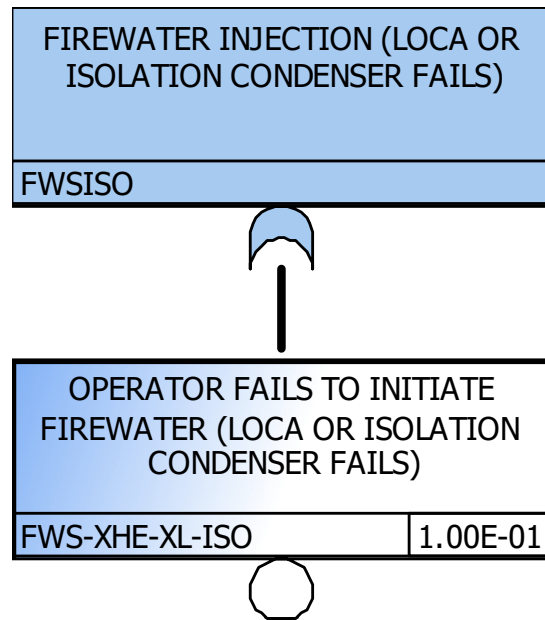 FIREWATER INJECTION (LOCA OR
ISOLATION CONDENSER FAILS)
FWSISO
OPERATOR FAILS TO INITIATE
FIREWATER (LOCA OR ISOLATION
CONDENSER FAILS)
FWS-XHE-XL-ISO 1.00E-01